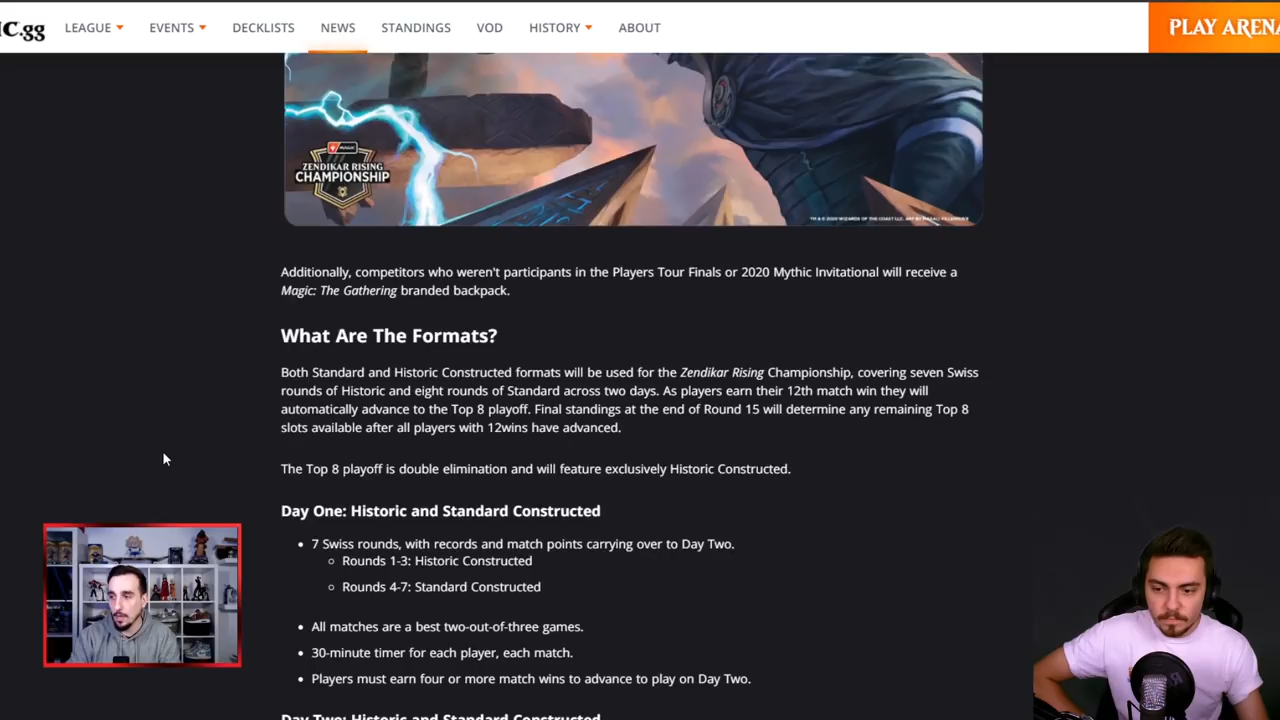 C.gg
LEAGUE
EVENTS
DECKLISTS
NEWS
STANDINGS
VOD
HISTORY
ABOUT
PLAY ARENA
MAGIC
ZENDIKAR RISING
CHAMPIONSHIP
Additionally, competitors who weren't participants in the Players Tour Finals or 2020 Mythic Invitational will receive a
Magic: The Gathering branded backpack.
What Are The Formats?
Both Standard and Historic Constructed formats will be used for the Zendikar Rising Championship, covering seven Swiss
rounds of Historic and eight rounds of Standard across two days. As players earn their 12th match win they will
automatically advance to the Top 8 playoff. Final standings at the end of Round 15 will determine any remaining Top 8
slots available after all players with 12wins have advanced.
The Top 8 playoff is double elimination and will feature exclusively Historic Constructed.
Day One: Historic and Standard Constructed
• 7 Swiss rounds, with records and match points carrying over to Day Two.
○ Rounds 1-3: Historic Constructed
○ Rounds 4-7: Standard Constructed
• All matches are a best two-out-of-three games.
• 30-minute timer for each player, each match.
• Players must earn four or more match wins to advance to play on Day Two.
Day Two: Historic and Standard Constructed